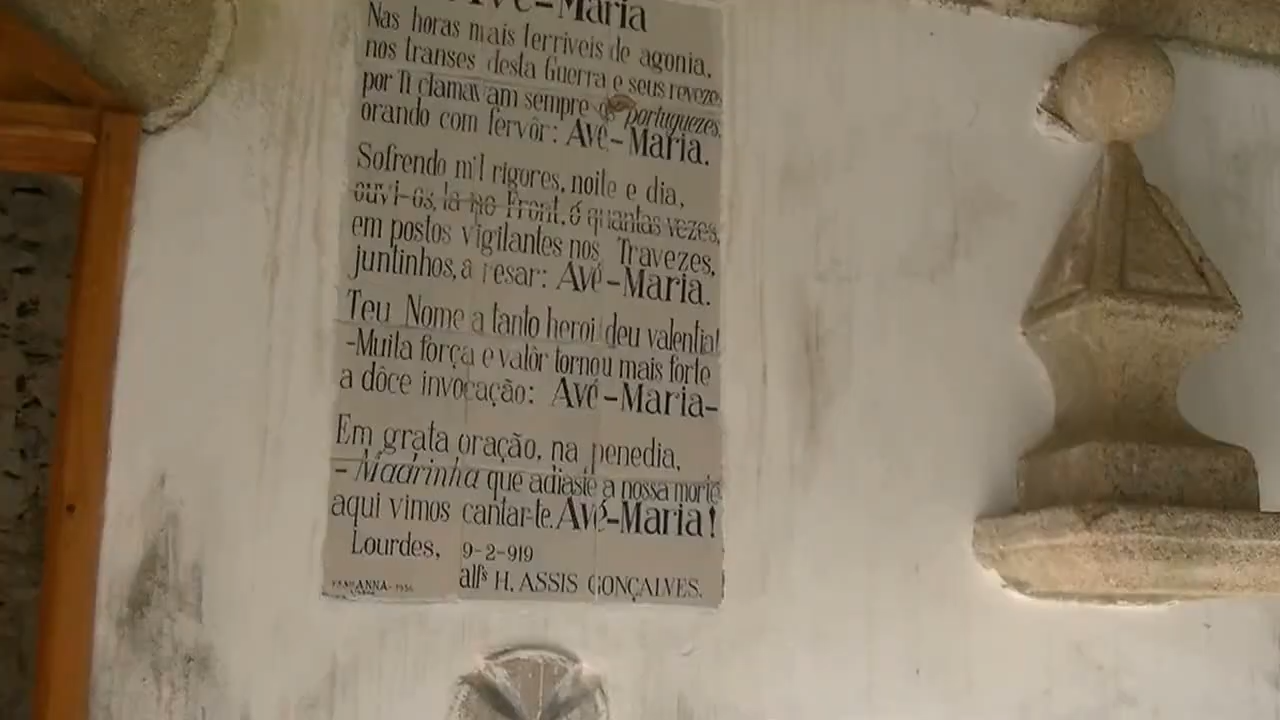 Avé-Maria
Nas horas mais terriveis de agonia,
nos transes desta Guerra e seus revezes
por Ti clamavam sempre os portuguezes,
orando com fervôr: Avé-Maria.
Sofrendo mil rigores, noite e dia,
ouvi-os, lá no Front, ó quantas vezes,
em postos vigilantes nos Travezes,
juntinhos, a resar: Avé-Maria.
Teu Nome a tanto heroi deu valentia!
-Muita força e valôr tornou mais forte
a dôce invocação: Avé-Maria-
Em grata oração, na penedia,
- Madrinha que adiaste a nossa morte
aqui vimos cantar-te. Avé-Maria!
Lourdes, 9-2-919
alfs H. ASSIS GONÇALVES.